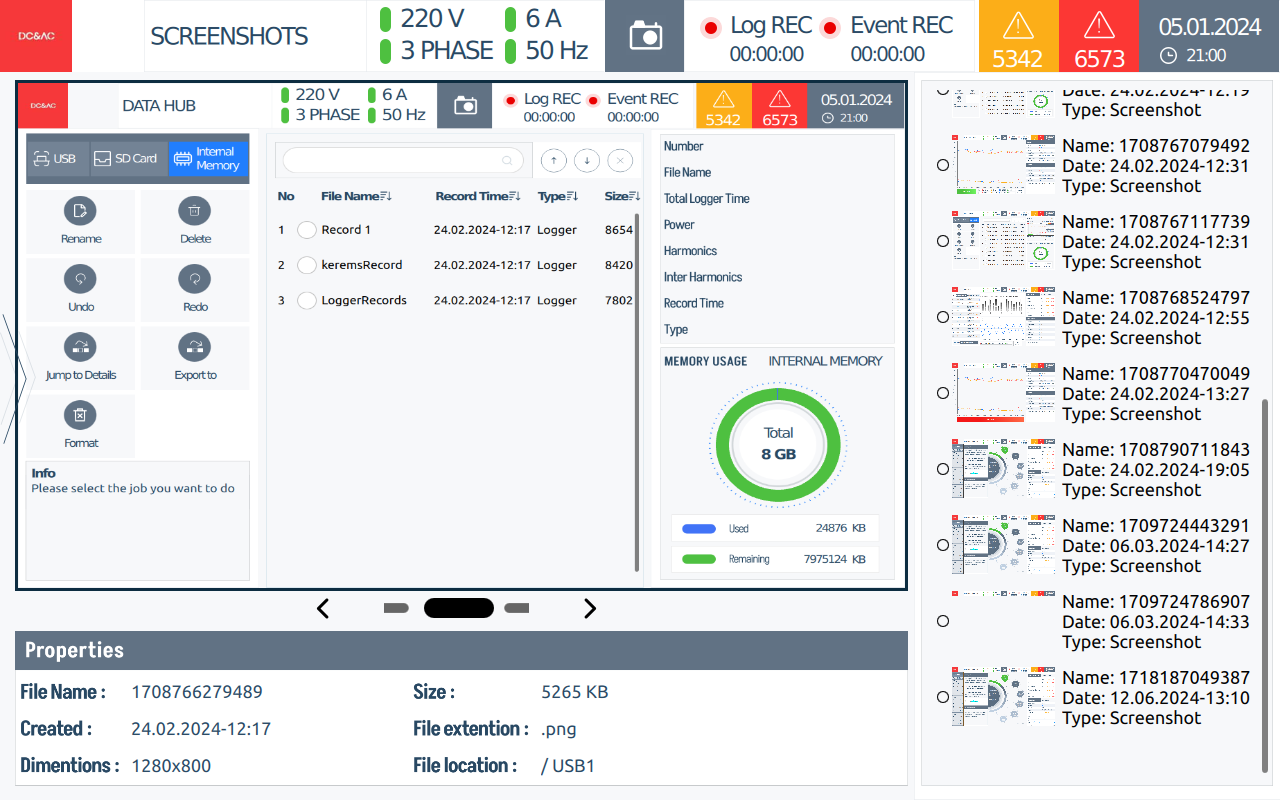 DC&AC
SCREENSHOTS
220 V
3 PHASE
6 A
50 Hz
Log REC
00:00:00
Event REC
00:00:00
5342
6573
05.01.2024
21:00
DC&AC
DATA HUB
220 V
3 PHASE
6 A
50 Hz
Log REC
00:00:00
Event REC
00:00:00
5342
6573
05.01.2024
21:00
USB
SD Card
Internal
Memory
Rename
Delete
Undo
Redo
Jump to Details
Export to
Format
Info
Please select the job you want to do
No File Name Record Time Type Size
1 Record 1 24.02.2024-12:17 Logger 8654
2 keremsRecord 24.02.2024-12:17 Logger 8420
3 LoggerRecords 24.02.2024-12:17 Logger 7802
Number
File Name
Total Logger Time
Power
Harmonics
Inter Harmonics
Record Time
Type
MEMORY USAGE INTERNAL MEMORY
Total
8 GB
Used 24876 KB
Remaining 7975124 KB
Properties
File Name : 1708766279489
Size : 5265 KB
Created : 24.02.2024-12:17
File extention : .png
Dimentions : 1280x800
File location : / USB1
Date: 24.02.2024-12:19
Type: Screenshot
Name: 1708767079492
Date: 24.02.2024-12:31
Type: Screenshot
Name: 1708767117739
Date: 24.02.2024-12:31
Type: Screenshot
Name: 1708768524797
Date: 24.02.2024-12:55
Type: Screenshot
Name: 1708770470049
Date: 24.02.2024-13:27
Type: Screenshot
Name: 1708790711843
Date: 24.02.2024-19:05
Type: Screenshot
Name: 1709724443291
Date: 06.03.2024-14:27
Type: Screenshot
Name: 1709724786907
Date: 06.03.2024-14:33
Type: Screenshot
Name: 1718187049387
Date: 12.06.2024-13:10
Type: Screenshot